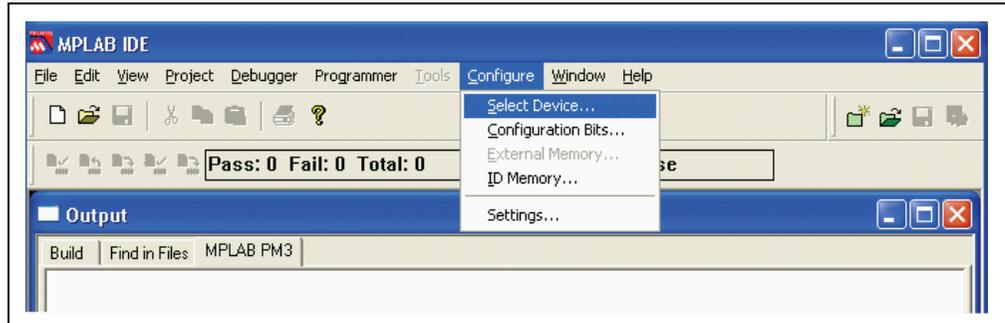 MPLAB IDE
File Edit View Project Debugger Programmer Tools Configure Window Help
Select Device...
Configuration Bits...
External Memory...
ID Memory...
Settings...
Pass: 0 Fail: 0 Total: 0 se
Output
Build Find in Files MPLAB PM3